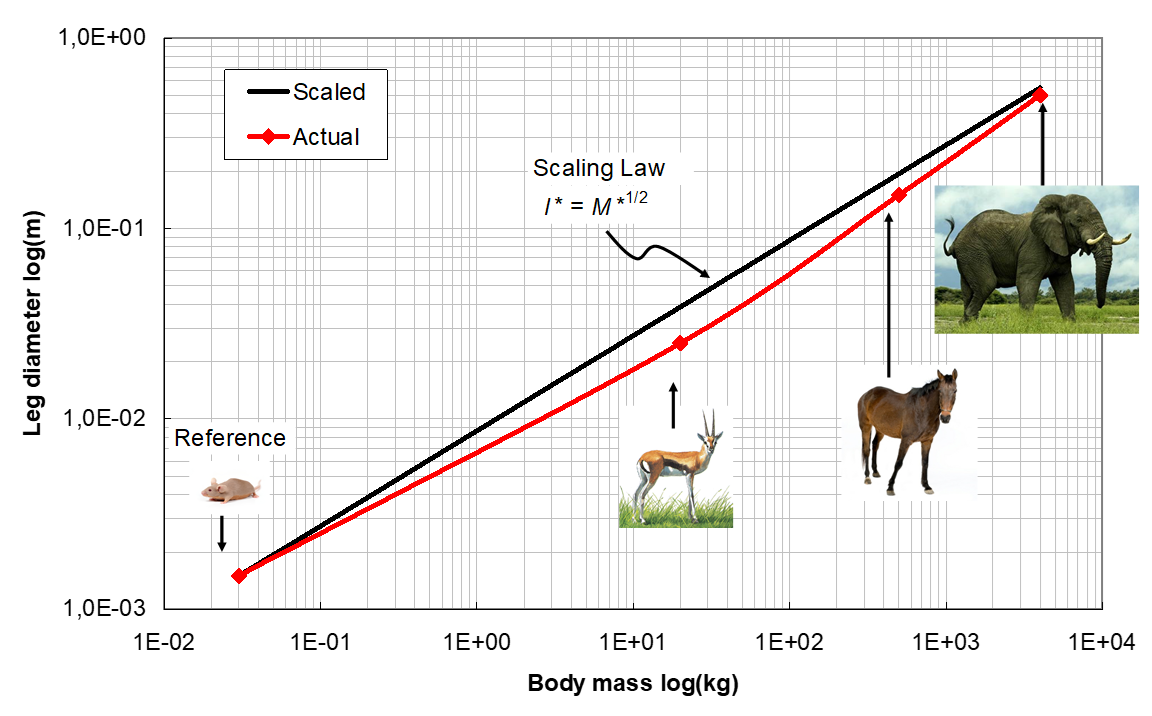 1,0E+00
Scaled
Actual
Scaling Law
l* = M*1/2
1,0E-01
Leg diameter log(m)
1,0E-02
Reference
1,0E-03
1E-02 1E-01 1E+00 1E+01 1E+02 1E+03 1E+04
Body mass log(kg)